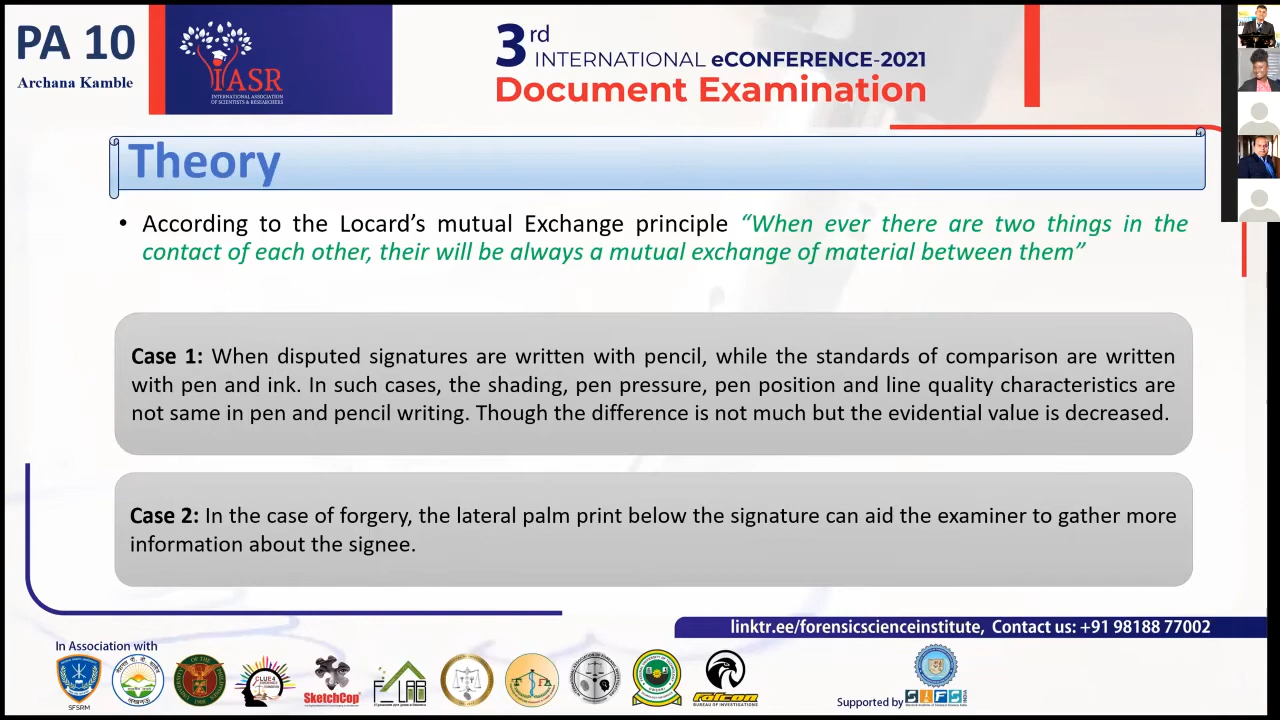 PA 10
Archana Kamble
IASR
INTERNATIONAL ASSOCIATION
OF SCIENTISTS & RESEARCHERS
3rd
INTERNATIONAL eCONFERENCE-2021
Document Examination
Theory
• According to the Locard’s mutual Exchange principle “When ever there are two things in the
contact of each other, their will be always a mutual exchange of material between them”
Case 1: When disputed signatures are written with pencil, while the standards of comparison are written
with pen and ink. In such cases, the shading, pen pressure, pen position and line quality characteristics are
not same in pen and pencil writing. Though the difference is not much but the evidential value is decreased.
Case 2: In the case of forgery, the lateral palm print below the signature can aid the examiner to gather more
information about the signee.
linktr.ee/forensicscienceinstitute, Contact us: +91 98188 77002
In Association with
SFSRM
CLUE4
SketchCop
F LAB
falcon
BUREAU OF INVESTIGATIONS
Supported by
SIFS